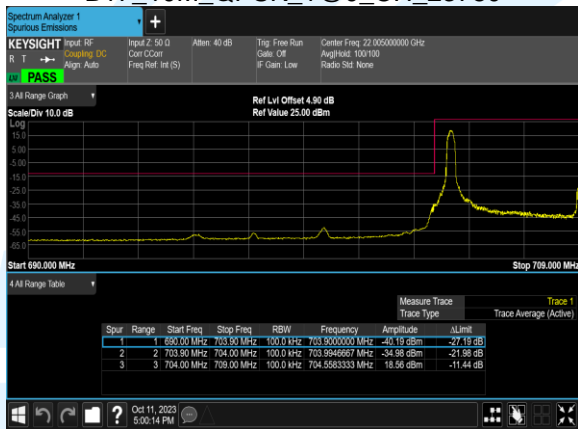 Spectrum Analyzer 1
Spurious Emissions
KEYSIGHT Input: RF
R T Coupling: DC
Align: Auto
Input Z: 50 Ω
Corr CCorr
Freq Ref: Int (S)
Atten: 40 dB
Trig: Free Run
Gate: Off
IF Gain: Low
Center Freq: 22.005000000 GHz
Avg|Hold: 100/100
Radio Std: None
PASS
3 All Range Graph
Scale/Div 10.0 dB
Ref Lvl Offset 4.90 dB
Ref Value 25.00 dBm
Log
15.0
5.00
-5.00
-15.0
-25.0
-35.0
-45.0
-55.0
-65.0
Start 690.000 MHz
Stop 709.000 MHz
4 All Range Table
Measure Trace Trace 1
Trace Type Trace Average (Active)
Spur Range Start Freq Stop Freq RBW Frequency Amplitude ΔLimit
1 1 690.00 MHz 703.90 MHz 100.0 kHz 703.9000000 MHz -40.19 dBm -27.19 dB
2 2 703.90 MHz 704.00 MHz 100.0 kHz 703.9946667 MHz -34.98 dBm -21.98 dB
3 3 704.00 MHz 709.00 MHz 100.0 kHz 704.5583333 MHz 18.56 dBm -11.44 dB
Oct 11, 2023
5:00:14 PM